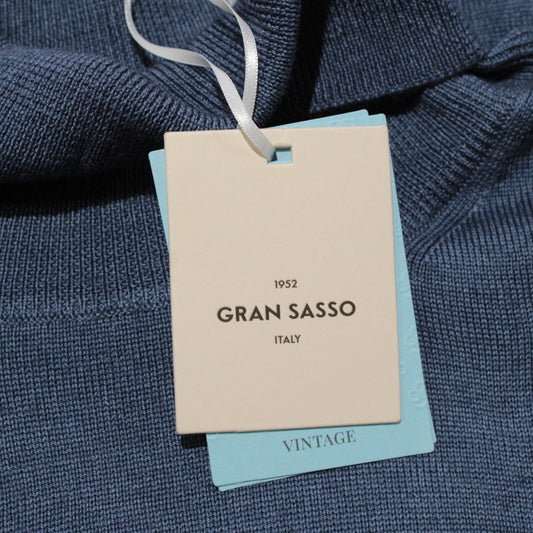 1952
GRAN SASSO
ITALY
VINTAGE